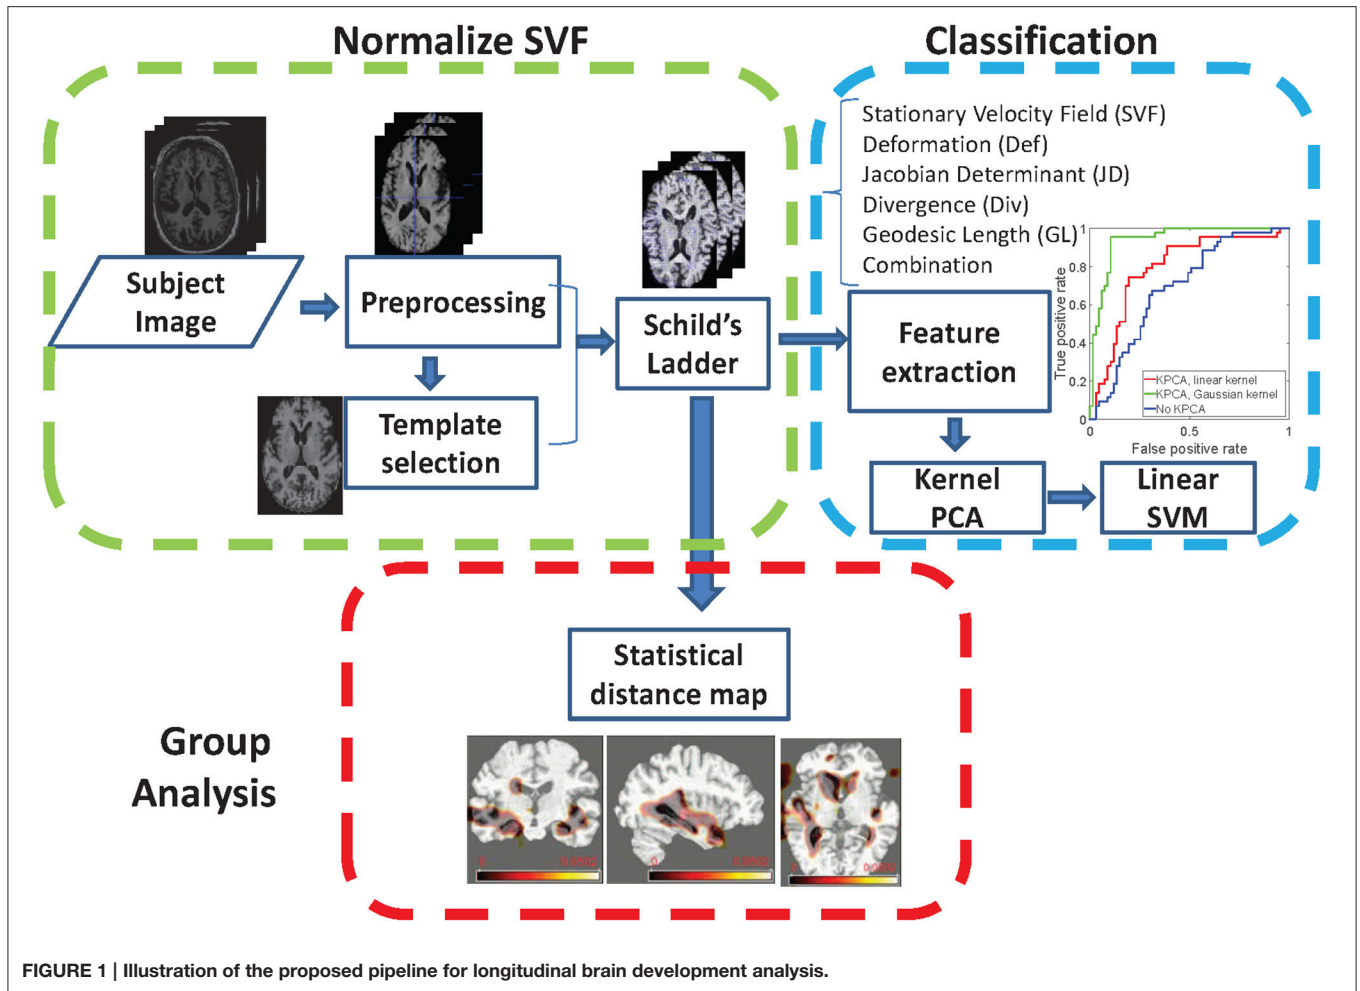 Normalize SVF
Classification
Subject
Image
Preprocessing
Template
selection
Schild's
Ladder
Stationary Velocity Field (SVF)
Deformation (Def)
Jacobian Determinant (JD)
Divergence (Div)
Geodesic Length (GL)
Combination
Feature
extraction
True positive rate
1
0.8
0.6
0.4
0.2
0
KPCA, linear kernel
KPCA, Gaussian kernel
No KPCA
0
0.5
1
False positive rate
Kernel
PCA
Linear
SVM
Group
Analysis
Statistical
distance map
0
0.0502
0
0
FIGURE 1 | Illustration of the proposed pipeline for longitudinal brain development analysis.